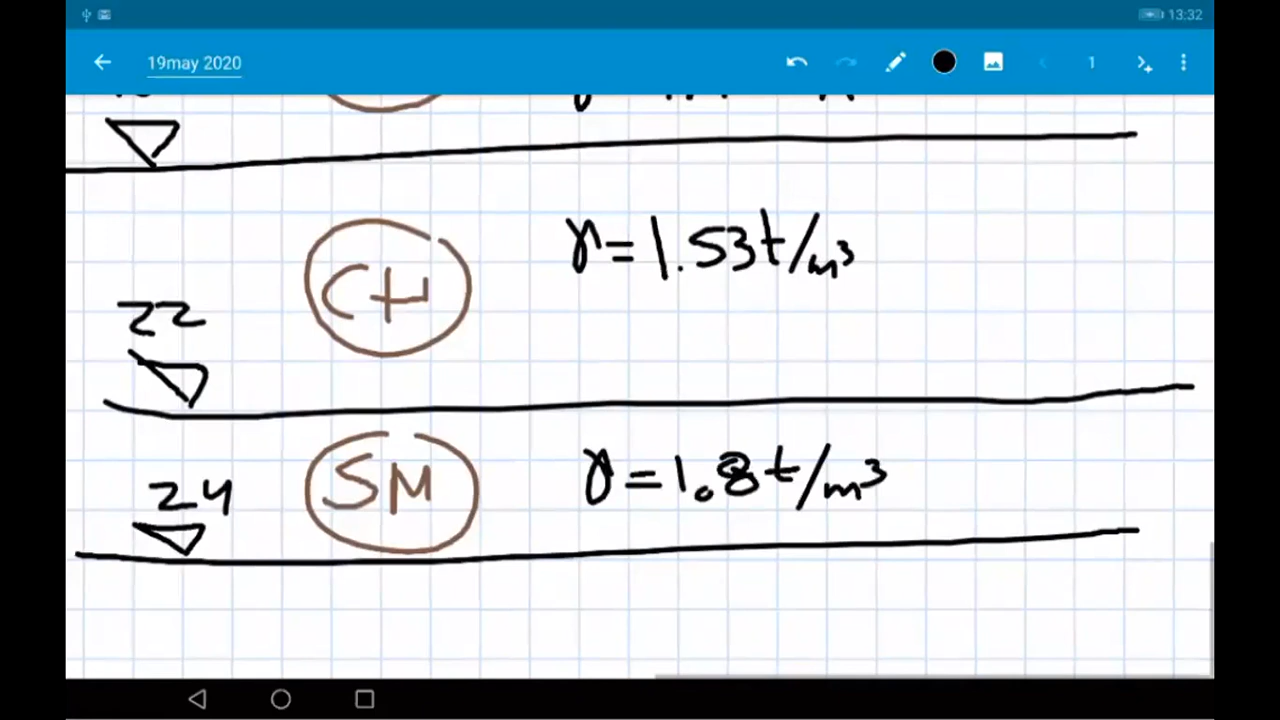 13:32
19may 2020
1
CH
γ=1.53t/m³
22
SM
γ=1.8t/m³
24